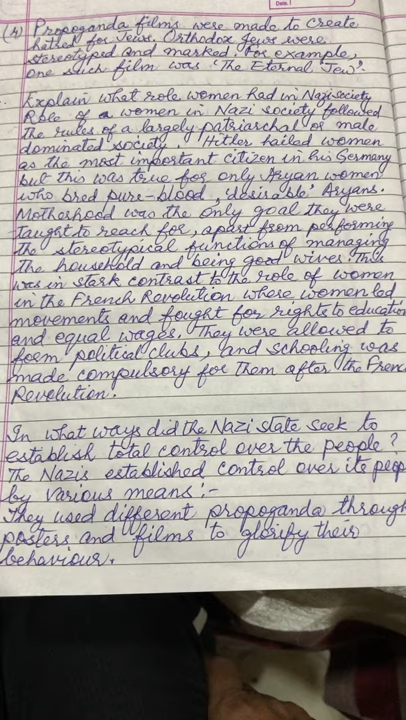 Date
(4) Propoganda films were made to create
hatred for Jews. Orthodox Jews were
stereotyped and marked. For example,
one such film was 'The Eternal Jew'.
Explain what role women had in Nazi society
Role of a women in Nazi society followed
the rules of a largely patriarchal or male
dominated society. Hitler hailed women
as the most important citizen in his Germany
but this was true for only Aryan women
who bred pure-blood, 'desirable' Aryans.
Motherhood was the only goal they were
taught to reach for, apart from performing
the stereotypical functions of managing
the household and being good wives. This
was in stark contrast to the role of women
in the French Revolution where women led
movements and fought for rights to education
and equal wages. They were allowed to
form political clubs, and schooling was
made compulsory for them after the Frenc
Revolution.
In what ways did the Nazi state seek to
establish total control over the people?
The Nazis established control over its peop
by various means:-
They used different propoganda through
posters and films to glorify their
behaviour.